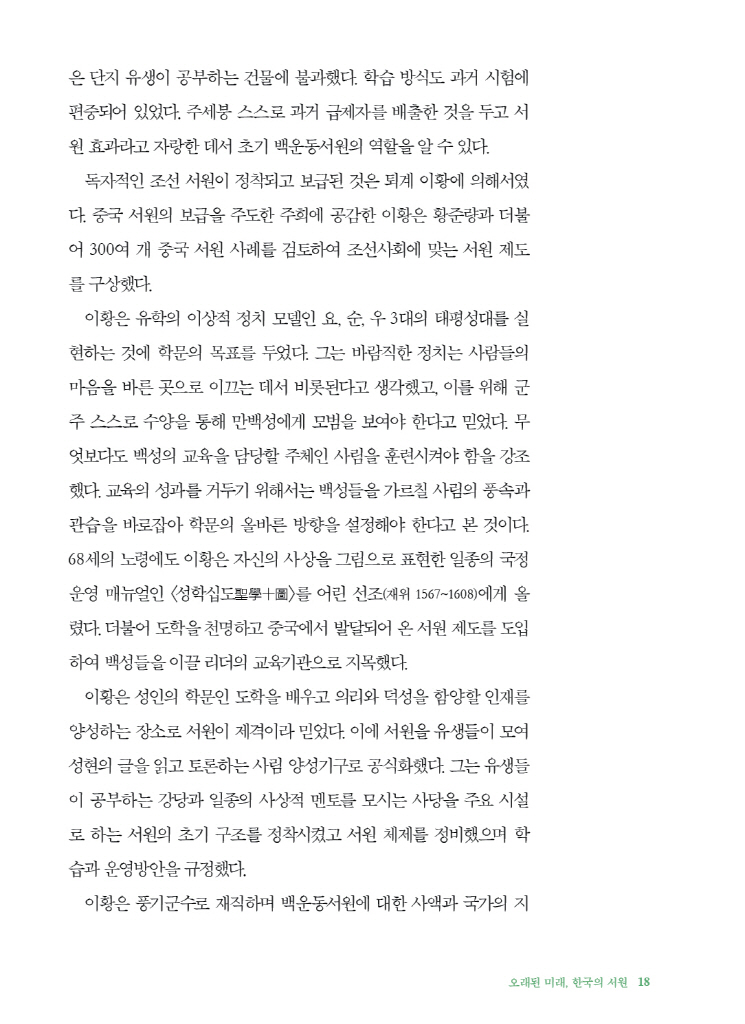 은 단지 유생이 공부하는 건물에 불과했다. 학습 방식도 과거 시험에
편중되어 있었다. 주세붕 스스로 과거 급제자를 배출한 것을 두고 서
원 효과라고 자랑한 데서 초기 백운동서원의 역할을 알 수 있다.
독자적인 조선 서원이 정착되고 보급된 것은 퇴계 이황에 의해서였
다. 중국 서원의 보급을 주도한 주희에 공감한 이황은 황준량과 더불
어 300여 개 중국 서원 사례를 검토하여 조선사회에 맞는 서원 제도
를 구상했다.
이황은 유학의 이상적 정치 모델인 요, 순, 우 3대의 태평성대를 실
현하는 것에 학문의 목표를 두었다. 그는 바람직한 정치는 사람들의
마음을 바른 곳으로 이끄는 데서 비롯된다고 생각했고, 이를 위해 군
주 스스로 수양을 통해 만백성에게 모범을 보여야 한다고 믿었다. 무
엇보다도 백성의 교육을 담당할 주체인 사림을 훈련시켜야 함을 강조
했다. 교육의 성과를 거두기 위해서는 백성들을 가르칠 사림의 풍속과
관습을 바로잡아 학문의 올바른 방향을 설정해야 한다고 본 것이다.
68세의 노령에도 이황은 자신의 사상을 그림으로 표현한 일종의 국정
운영 매뉴얼인 〈성학십도聖學十圖〉를 어린 선조(재위 1567~1608)에게 올
렸다. 더불어 도학을 천명하고 중국에서 발달되어 온 서원 제도를 도입
하여 백성들을 이끌 리더의 교육기관으로 지목했다.
이황은 성인의 학문인 도학을 배우고 의리와 덕성을 함양할 인재를
양성하는 장소로 서원이 제격이라 믿었다. 이에 서원을 유생들이 모여
성현의 글을 읽고 토론하는 사림 양성기구로 공식화했다. 그는 유생들
이 공부하는 강당과 일종의 사상적 멘토를 모시는 사당을 주요 시설
로 하는 서원의 초기 구조를 정착시켰고 서원 체제를 정비했으며 학
습과 운영방안을 규정했다.
이황은 풍기군수로 재직하며 백운동서원에 대한 사액과 국가의 지
오래된 미래, 한국의 서원 18